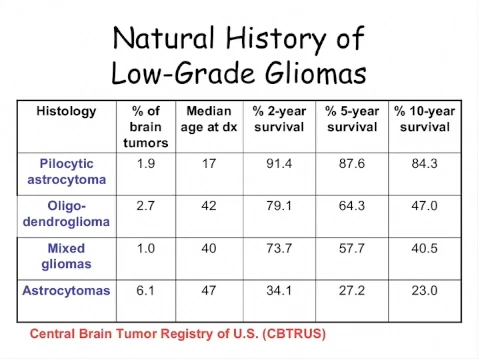 Natural History of
Low-Grade Gliomas
Histology % of brain tumors Median age at dx % 2-year survival % 5-year survival % 10-year survival
Pilocytic astrocytoma 1.9 17 91.4 87.6 84.3
Oligo-dendroglioma 2.7 42 79.1 64.3 47.0
Mixed gliomas 1.0 40 73.7 57.7 40.5
Astrocytomas 6.1 47 34.1 27.2 23.0
Central Brain Tumor Registry of U.S. (CBTRUS)